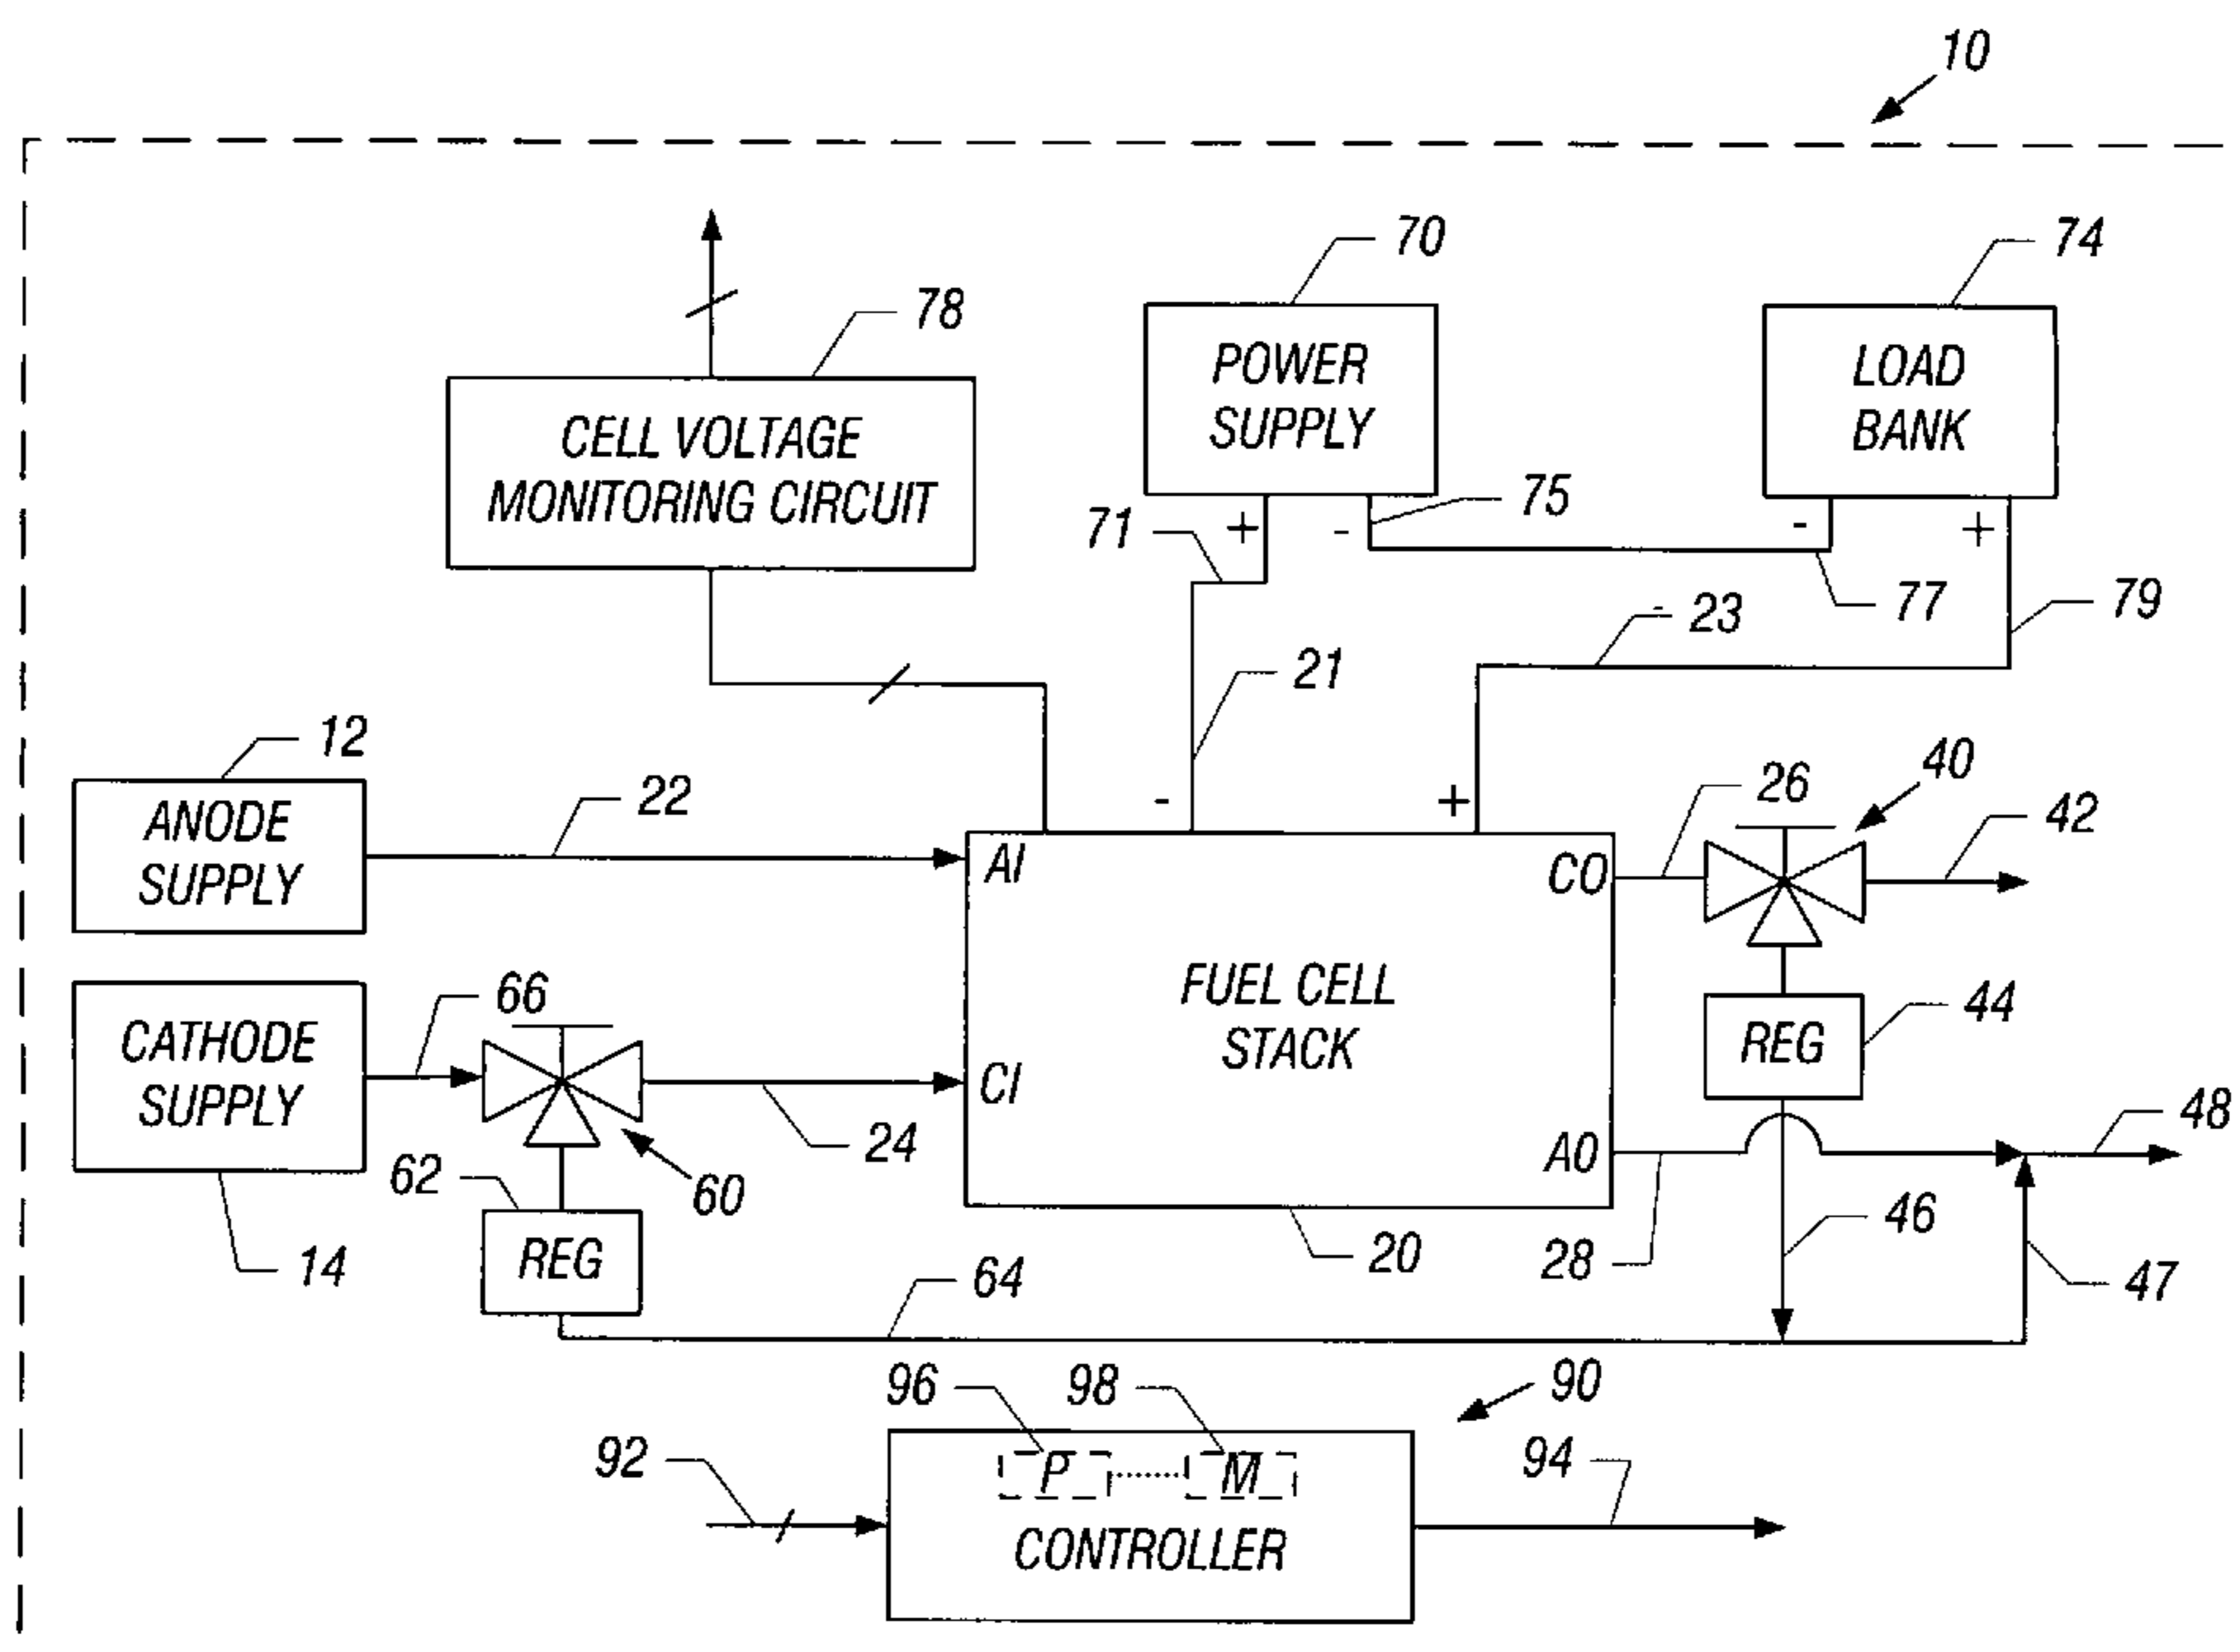 10
70
74
78
POWER
SUPPLY
LOAD
BANK
CELL VOLTAGE
MONITORING CIRCUIT
71
+
-
75
-
+
77
79
23
21
12
22
-
+
26
40
42
ANODE
SUPPLY
AI
CO
66
FUEL CELL
STACK
44
REG
CATHODE
SUPPLY
CI
24
48
AO
62
60
46
28
20
14
REG
64
47
96
98
90
92
P
M
94
CONTROLLER